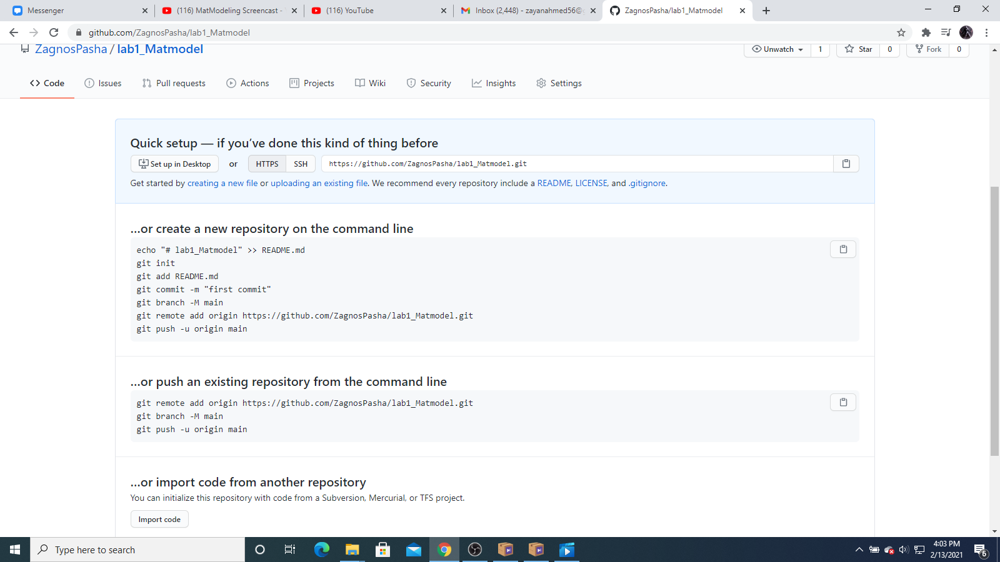 Messenger
(116) MatModeling Screencast -
(116) YouTube
Inbox (2,448) - zayanahmed56@
ZagnosPasha/lab1_Matmodel
github.com/ZagnosPasha/lab1_Matmodel
ZagnosPasha / lab1_Matmodel
Unwatch 1
Star 0
Fork 0
Code
Issues
Pull requests
Actions
Projects
Wiki
Security
Insights
Settings
Quick setup — if you’ve done this kind of thing before
Set up in Desktop or HTTPS SSH https://github.com/ZagnosPasha/lab1_Matmodel.git
Get started by creating a new file or uploading an existing file. We recommend every repository include a README, LICENSE, and .gitignore.
…or create a new repository on the command line
echo "# lab1_Matmodel" >> README.md
git init
git add README.md
git commit -m "first commit"
git branch -M main
git remote add origin https://github.com/ZagnosPasha/lab1_Matmodel.git
git push -u origin main
…or push an existing repository from the command line
git remote add origin https://github.com/ZagnosPasha/lab1_Matmodel.git
git branch -M main
git push -u origin main
…or import code from another repository
You can initialize this repository with code from a Subversion, Mercurial, or TFS project.
Import code
Type here to search
4:03 PM
2/13/2021
6